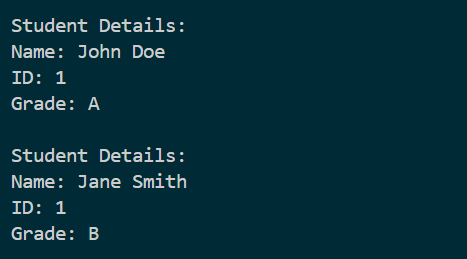 Student Details:
Name: John Doe
ID: 1
Grade: A
Student Details:
Name: Jane Smith
ID: 1
Grade: B